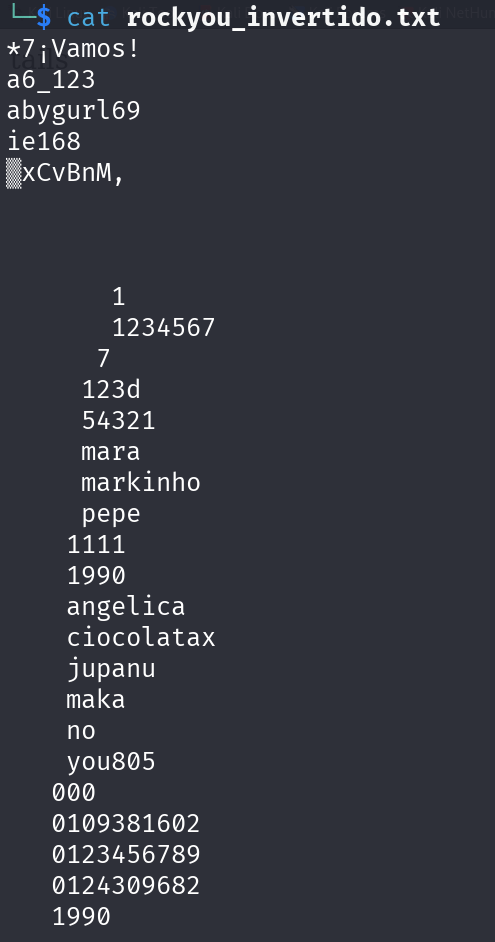 └─$ cat rockyou_invertido.txt
*7¡Vamos!
a6_123
abygurl69
ie168
▒xCvBnM,
1
1234567
7
123d
54321
mara
markinho
pepe
1111
1990
angelica
ciocolatax
jupanu
maka
no
you805
000
0109381602
0123456789
0124309682
1990